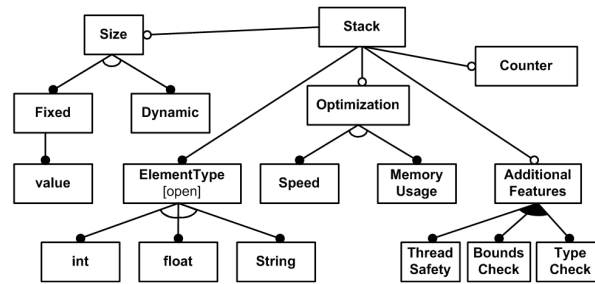 Size
Stack
Counter
Fixed
Dynamic
Optimization
value
ElementType
[open]
Speed
Memory
Usage
Additional
Features
int
float
String
Thread
Safety
Bounds
Check
Type
Check